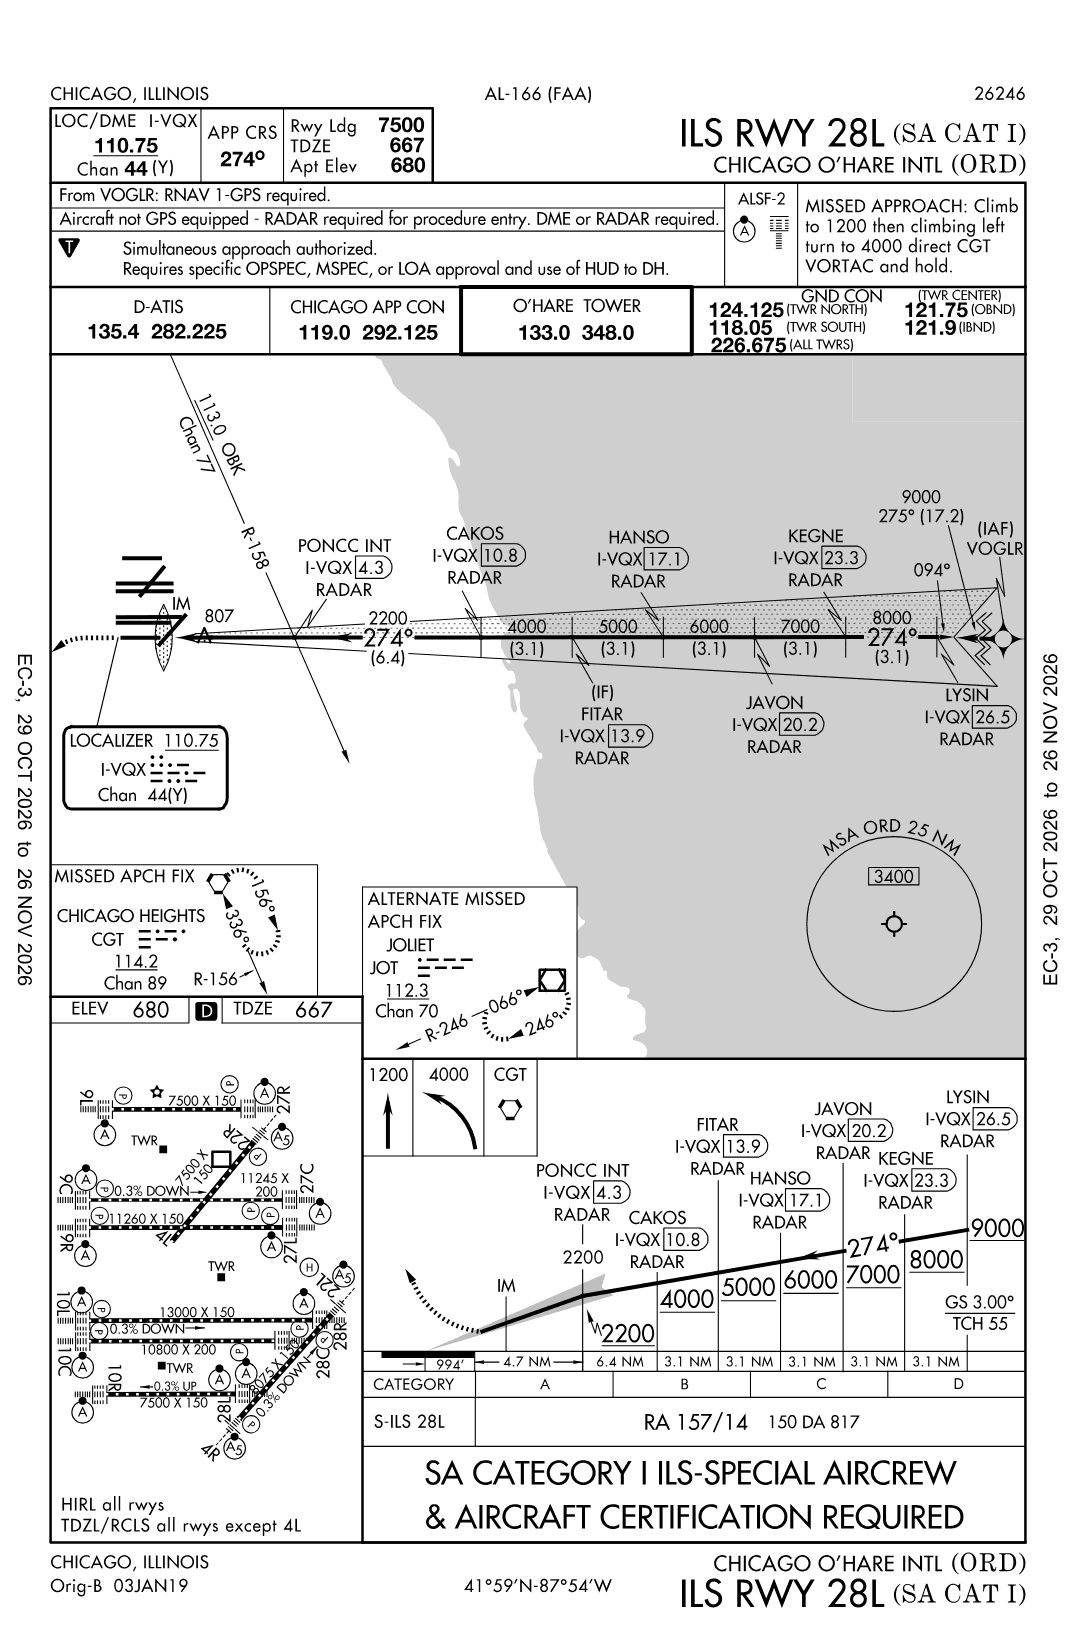 CHICAGO, ILLINOIS
AL-166 (FAA)
26246
LOC/DME I-VQX
110.75
Chan 44 (Y)
APP CRS
274°
Rwy Ldg 7500
TDZE 667
Apt Elev 680
ILS RWY 28L (SA CAT I)
CHICAGO O'HARE INTL (ORD)
From VOGLR: RNAV 1-GPS required.
Aircraft not GPS equipped - RADAR required for procedure entry. DME or RADAR required.
T
Simultaneous approach authorized.
Requires specific OPSPEC, MSPEC, or LOA approval and use of HUD to DH.
ALSF-2
A
MISSED APPROACH: Climb
to 1200 then climbing left
turn to 4000 direct CGT
VORTAC and hold.
D-ATIS
135.4 282.225
CHICAGO APP CON
119.0 292.125
O'HARE TOWER
133.0 348.0
GND CON
124.125 (TWR NORTH)
118.05 (TWR SOUTH)
226.675 (ALL TWRS)
(TWR CENTER)
121.75 (OBND)
121.9 (IBND)
113.0 OBK
Chan 77
R-158
PONCC INT
I-VQX 4.3
RADAR
CAKOS
I-VQX 10.8
RADAR
HANSO
I-VQX 17.1
RADAR
KEGNE
I-VQX 23.3
RADAR
9000
275° (17.2)
(IAF)
VOGLR
094°
IM
807
2200
274°
(6.4)
4000
(3.1)
5000
(3.1)
6000
(3.1)
7000
(3.1)
8000
274°
(3.1)
(IF)
FITAR
I-VQX 13.9
RADAR
JAVON
I-VQX 20.2
RADAR
LYSIN
I-VQX 26.5
RADAR
LOCALIZER 110.75
I-VQX
Chan 44(Y)
MSA ORD 25 NM
3400
MISSED APCH FIX
CHICAGO HEIGHTS
CGT
114.2
Chan 89
156°
336°
R-156
ALTERNATE MISSED
APCH FIX
JOLIET
JOT
112.3
Chan 70
R-246
066°
246°
EC-3, 29 OCT 2026 to 26 NOV 2026
EC-3, 29 OCT 2026 to 26 NOV 2026
ELEV 680
D
TDZE 667
9L
P
P
A
27R
7500 X 150
A
TWR
22R
A5
P
7500 X 150
9C
A
P
0.3% DOWN
11245 X 200
27C
A
P
P
P
11260 X 150
9R
A
4L
A
27L
TWR
H
22L
A5
10L
A
P
13000 X 150
A
28R
P
0.3% DOWN
P
P
10C
A
10800 X 200
28C
TWR
P
A
A
10R
0.3% UP
7500 X 150
A
28L
8075 X 150
0.3% DOWN
P
4R
A5
HIRL all rwys
TDZL/RCLS all rwys except 4L
1200
4000
CGT
LYSIN
I-VQX 26.5
RADAR
JAVON
I-VQX 20.2
RADAR
FITAR
I-VQX 13.9
RADAR
KEGNE
I-VQX 23.3
RADAR
HANSO
I-VQX 17.1
RADAR
PONCC INT
I-VQX 4.3
RADAR
CAKOS
I-VQX 10.8
RADAR
2200
IM
9000
274°
8000
7000
6000
5000
4000
2200
GS 3.00°
TCH 55
994'
4.7 NM
6.4 NM
3.1 NM
3.1 NM
3.1 NM
3.1 NM
3.1 NM
CATEGORY A B C D
S-ILS 28L RA 157/14 150 DA 817
SA CATEGORY I ILS-SPECIAL AIRCREW
& AIRCRAFT CERTIFICATION REQUIRED
CHICAGO, ILLINOIS
Orig-B 03JAN19
41°59'N-87°54'W
CHICAGO O'HARE INTL (ORD)
ILS RWY 28L (SA CAT I)